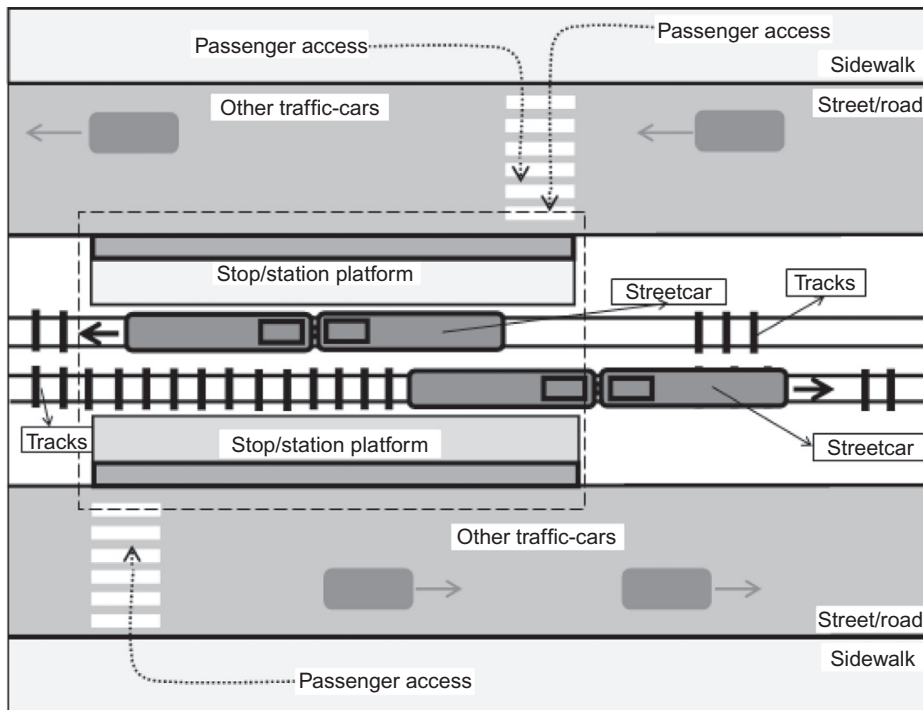 Passenger access
Passenger access
Sidewalk
Other traffic-cars
Street/road
Stop/station platform
Streetcar
Tracks
Tracks
Stop/station platform
Streetcar
Other traffic-cars
Street/road
Sidewalk
Passenger access